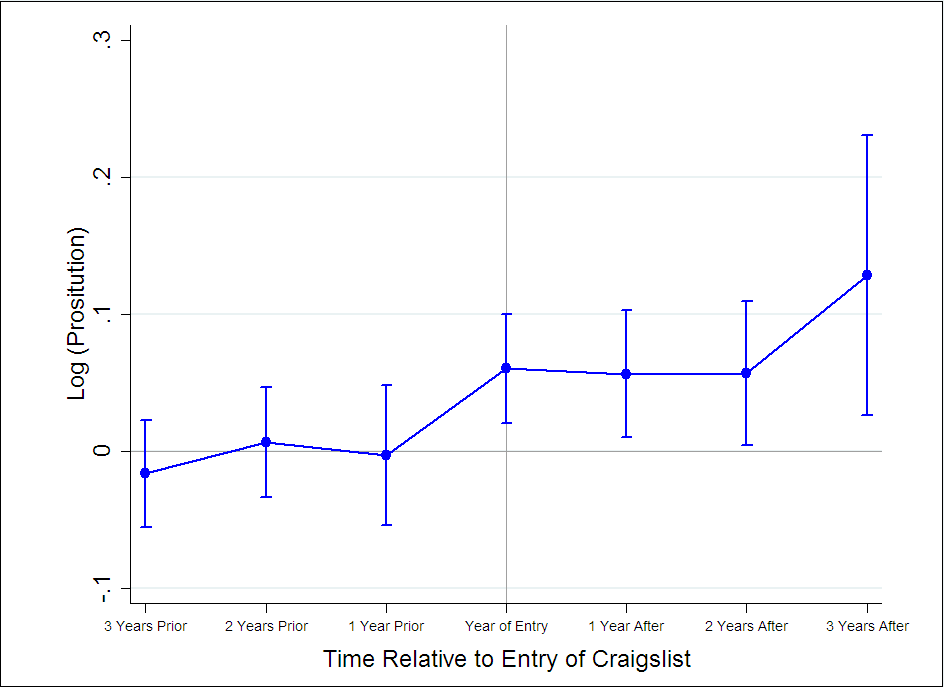 .3
.2
.1
0
-.1
Log (Prositution)
3 Years Prior
2 Years Prior
1 Year Prior
Year of Entry
1 Year After
2 Years After
3 Years After
Time Relative to Entry of Craigslist